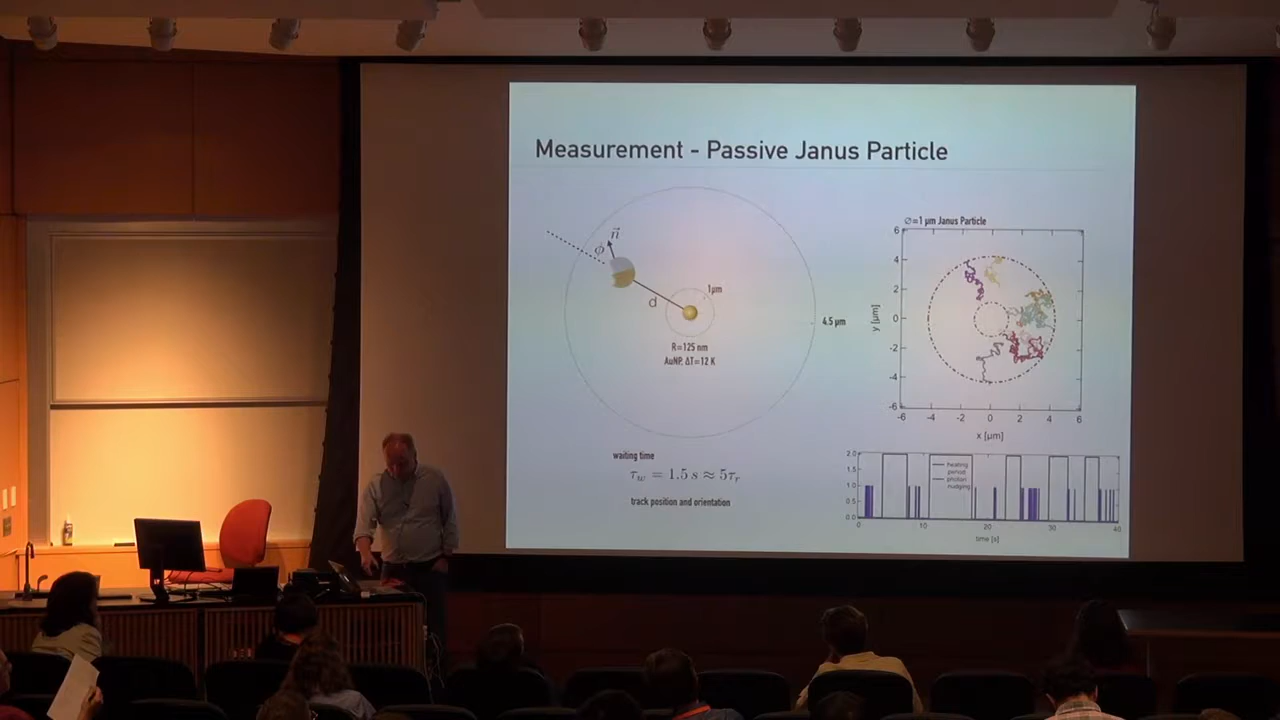 Measurement - Passive Janus Particle
n
ϕ
d
1μm
4.5 μm
R=125 nm
AuNP, ΔT=12 K
waiting time
τw = 1.5 s ≈ 5τr
track position and orientation
∅=1 μm Janus Particle
6
4
2
0
-2
-4
-6
y [μm]
-6 -4 -2 0 2 4 6
x [μm]
2.0
1.5
1.0
0.5
0.0
heating
period
photon
nudging
0 10 20 30 40
time [s]